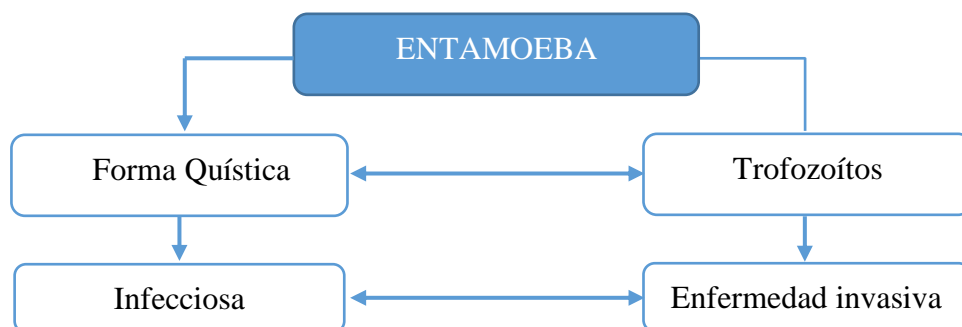 ENTAMOEBA
Forma Quística
Trofozoítos
Infecciosa
Enfermedad invasiva